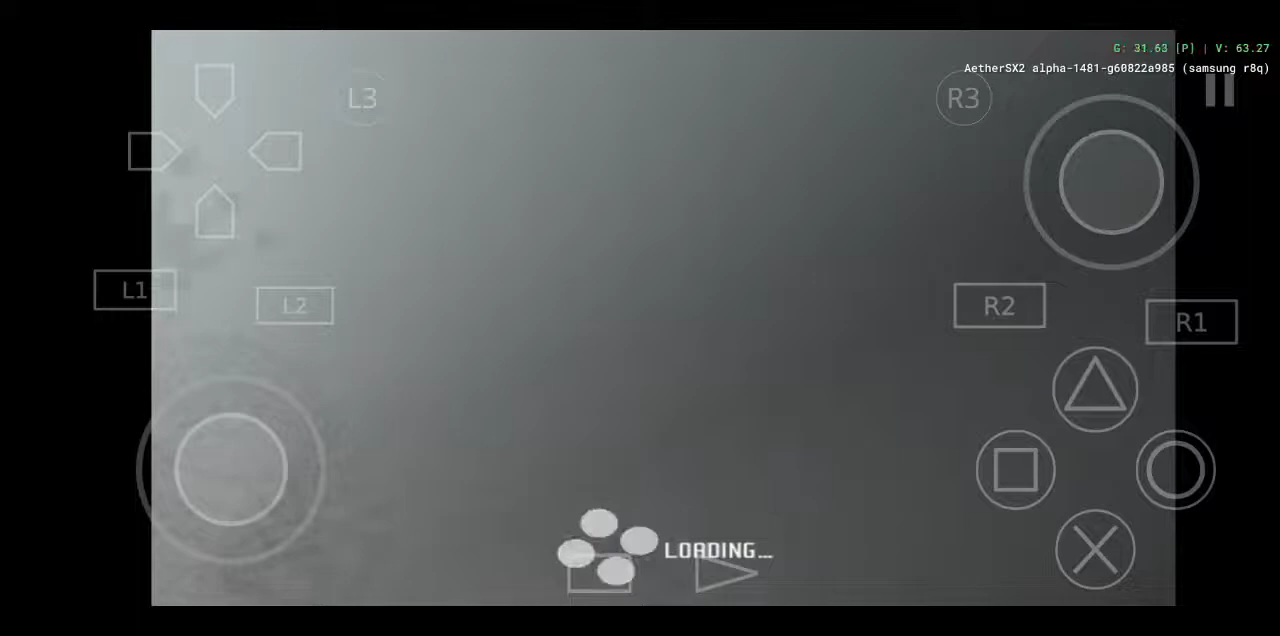 G: 31.63 [P] | V: 63.27
AetherSX2 alpha-1481-g60822a985 (samsung r8q)
L3
R3
L1
L2
R2
R1
LOADING...